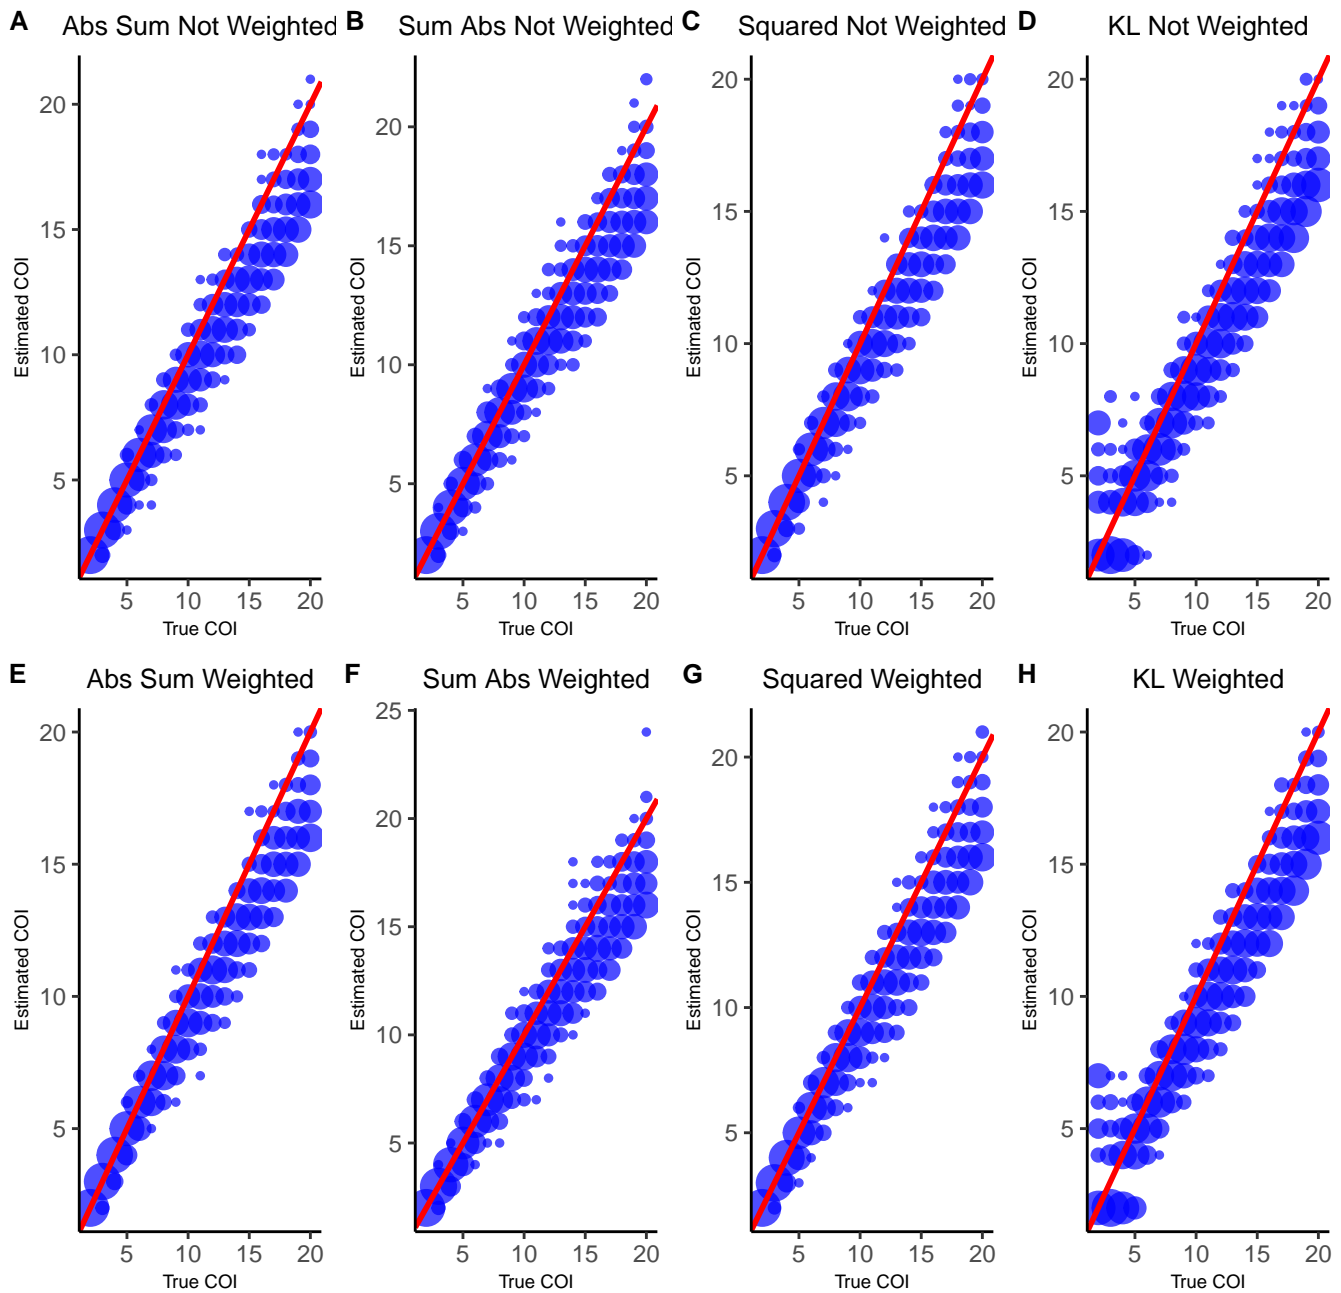 A Abs Sum Not Weighted B Sum Abs Not Weighted C Squared Not Weighted D KL Not Weighted
Estimated COI
20
15
10
5
5 10 15 20
True COI
Estimated COI
20
15
10
5
5 10 15 20
True COI
Estimated COI
20
15
10
5
5 10 15 20
True COI
Estimated COI
20
15
10
5
5 10 15 20
True COI
E Abs Sum Weighted F Sum Abs Weighted G Squared Weighted H KL Weighted
Estimated COI
20
15
10
5
5 10 15 20
True COI
Estimated COI
25
20
15
10
5
5 10 15 20
True COI
Estimated COI
20
15
10
5
5 10 15 20
True COI
Estimated COI
20
15
10
5
5 10 15 20
True COI